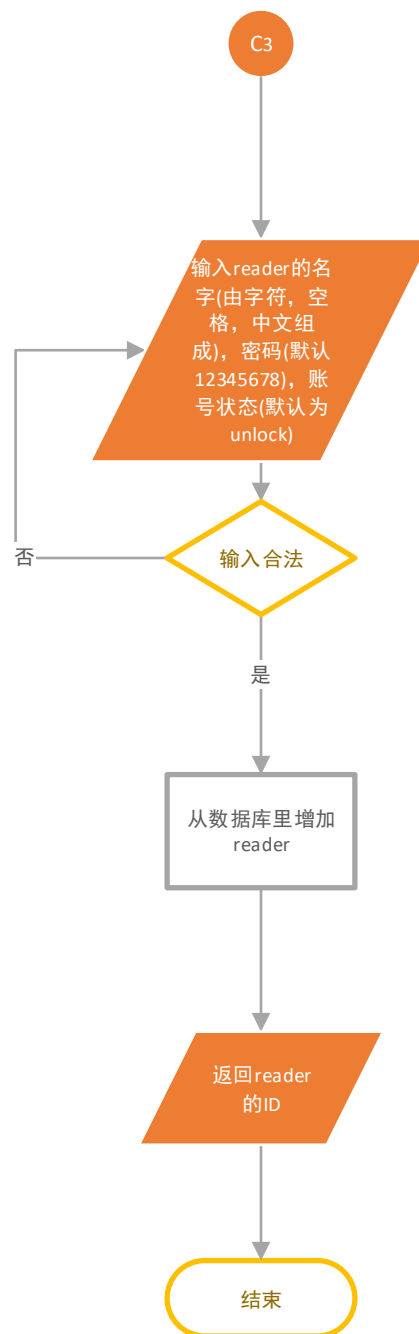 C3
输入reader的名
字(由字符，空
格，中文组
成)，密码(默认
12345678)，账
号状态(默认为
unlock)
输入合法
否
是
从数据库里增加
reader
返回reader
的ID
结束